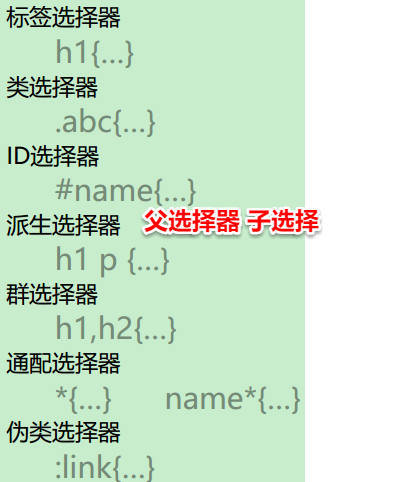 标签选择器
h1{...}
类选择器
.abc{...}
ID选择器
#name{...}
派生选择器 父选择器 子选择
h1 p {...}
群选择器
h1,h2{...}
通配选择器
*{...} name*{...}
伪类选择器
:link{...}